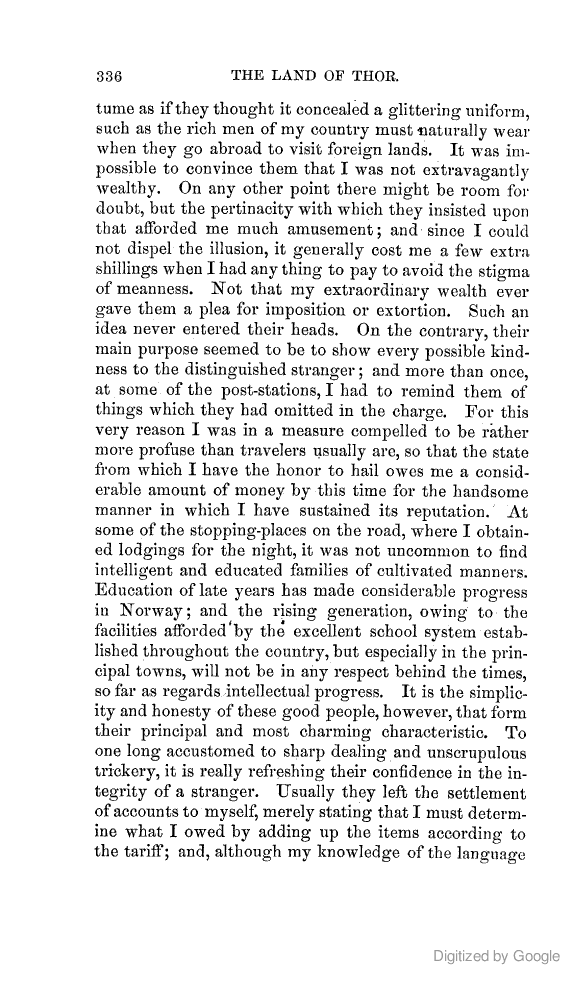 336 THE LAND OF THOR.
tume as if they thought it concealed a glittering uniform,
such as the rich men of my country must naturally wear
when they go abroad to visit foreign lands. It was im-
possible to convince them that I was not extravagantly
wealthy. On any other point there might be room for
doubt, but the pertinacity with which they insisted upon
that afforded me much amusement; and since I could
not dispel the illusion, it generally cost me a few extra
shillings when I had any thing to pay to avoid the stigma
of meanness. Not that my extraordinary wealth ever
gave them a plea for imposition or extortion. Such an
idea never entered their heads. On the contrary, their
main purpose seemed to be to show every possible kind-
ness to the distinguished stranger; and more than once,
at some of the post-stations, I had to remind them of
things which they had omitted in the charge. For this
very reason I was in a measure compelled to be rather
more profuse than travelers usually are, so that the state
from which I have the honor to hail owes me a consid-
erable amount of money by this time for the handsome
manner in which I have sustained its reputation. At
some of the stopping-places on the road, where I obtain-
ed lodgings for the night, it was not uncommon to find
intelligent and educated families of cultivated manners.
Education of late years has made considerable progress
in Norway; and the rising generation, owing to the
facilities afforded by the excellent school system estab-
lished throughout the country, but especially in the prin-
cipal towns, will not be in any respect behind the times,
so far as regards intellectual progress. It is the simplic-
ity and honesty of these good people, however, that form
their principal and most charming characteristic. To
one long accustomed to sharp dealing and unscrupulous
trickery, it is really refreshing their confidence in the in-
tegrity of a stranger. Usually they left the settlement
of accounts to myself, merely stating that I must determ-
ine what I owed by adding up the items according to
the tariff; and, although my knowledge of the language
Digitized by Google